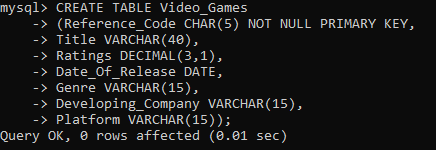 mysql> CREATE TABLE Video_Games
    -> (Reference_Code CHAR(5) NOT NULL PRIMARY KEY,
    -> Title VARCHAR(40),
    -> Ratings DECIMAL(3,1),
    -> Date_Of_Release DATE,
    -> Genre VARCHAR(15),
    -> Developing_Company VARCHAR(15),
    -> Platform VARCHAR(15));
Query OK, 0 rows affected (0.01 sec)